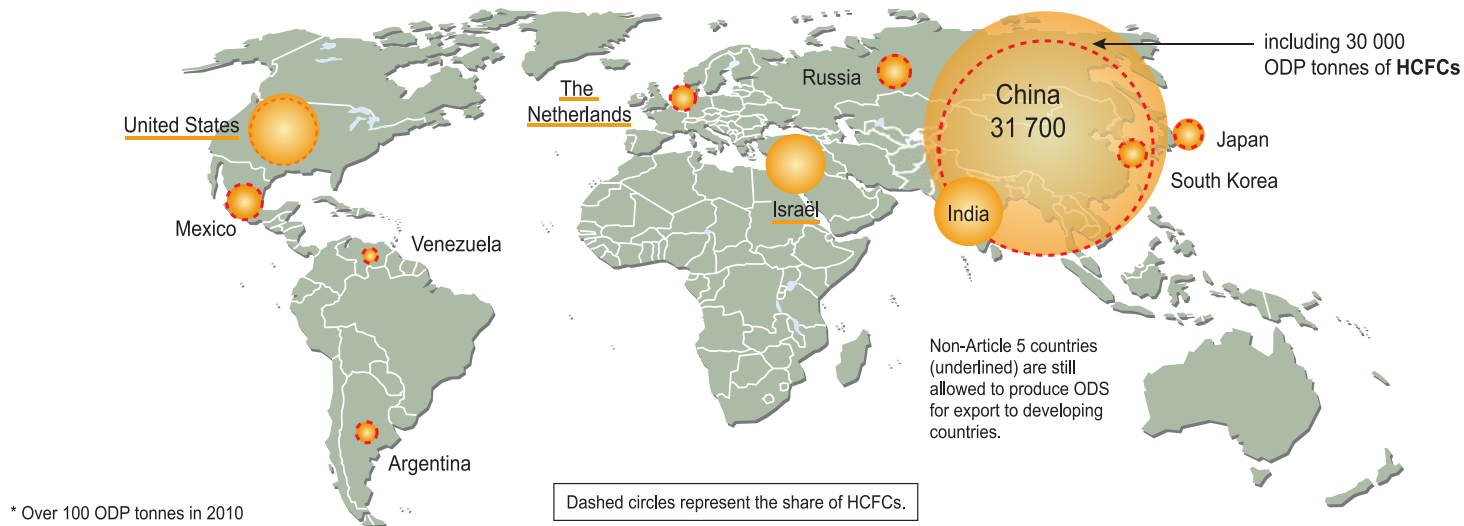 including 30 000
ODP tonnes of HCFCs
Russia
The
Netherlands
China
31 700
United States
Japan
South Korea
Israël
India
Mexico
Venezuela
Non-Article 5 countries
(underlined) are still
allowed to produce ODS
for export to developing
countries.
Argentina
Dashed circles represent the share of HCFCs.
* Over 100 ODP tonnes in 2010